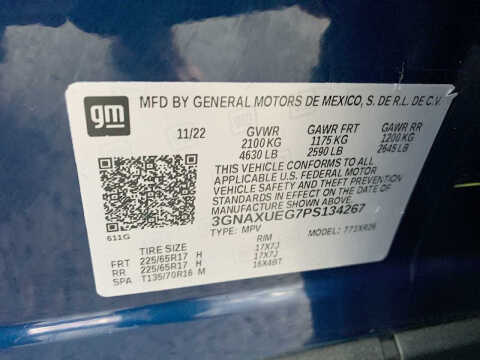 gm
MFD BY GENERAL MOTORS DE MEXICO, S. DE R.L. DE C.V.
11/22 GVWR GAWR FRT GAWR RR
2100 KG 1175 KG 1200 KG
4630 LB 2590 LB 2645 LB
THIS VEHICLE CONFORMS TO ALL
APPLICABLE U.S. FEDERAL MOTOR
VEHICLE SAFETY AND THEFT PREVENTION
STANDARDS IN EFFECT ON THE DATE OF
MANUFACTURE SHOWN ABOVE.
3GNAXUEG7PS134267
611G
TYPE: MPV MODEL: 771XR26
TIRE SIZE RIM
FRT 225/65R17 H 17X7J
RR 225/65R17 H 17X7J
SPA T135/70R16 M 16X4BT